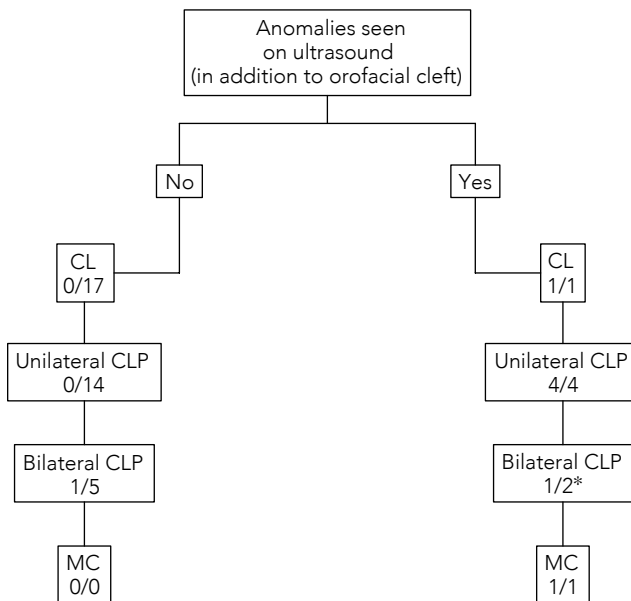 Anomalies seen
on ultrasound
(in addition to orofacial cleft)
No
Yes
CL
0/17
CL
1/1
Unilateral CLP
0/14
Unilateral CLP
4/4
Bilateral CLP
1/5
Bilateral CLP
1/2*
MC
0/0
MC
1/1